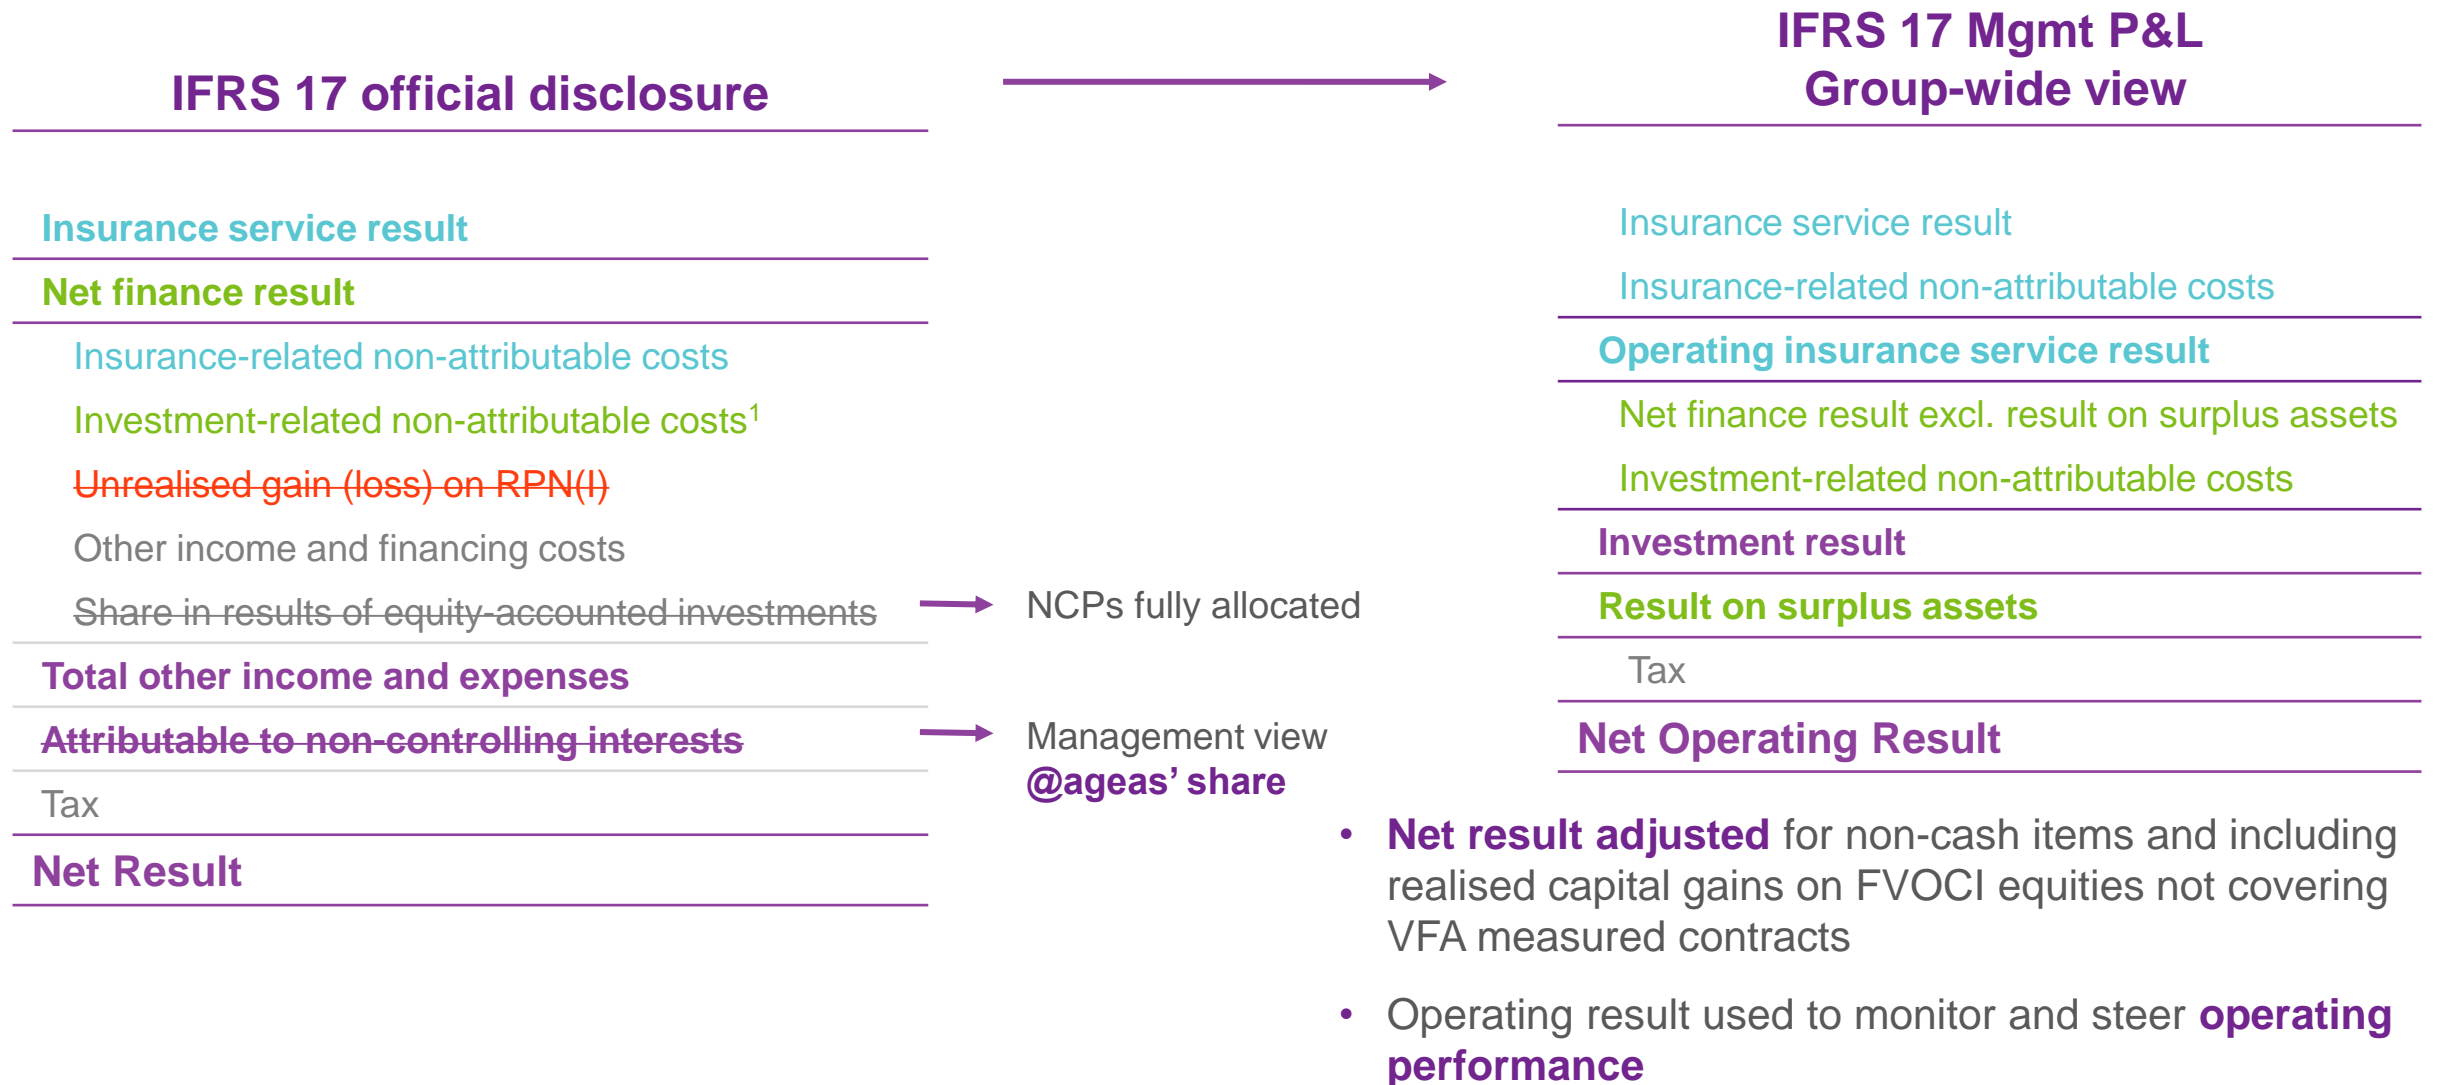 IFRS 17 official disclosure
Insurance service result
Net finance result
Insurance-related non-attributable costs
Investment-related non-attributable costs¹
Unrealised gain (loss) on RPN(I)
Other income and financing costs
Share in results of equity-accounted investments
Total other income and expenses
Attributable to non-controlling interests
Tax
Net Result
NCPs fully allocated
Management view
@ageas’ share
IFRS 17 Mgmt P&L
Group-wide view
Insurance service result
Insurance-related non-attributable costs
Operating insurance service result
Net finance result excl. result on surplus assets
Investment-related non-attributable costs
Investment result
Result on surplus assets
Tax
Net Operating Result
• Net result adjusted for non-cash items and including
realised capital gains on FVOCI equities not covering
VFA measured contracts
• Operating result used to monitor and steer operating
performance